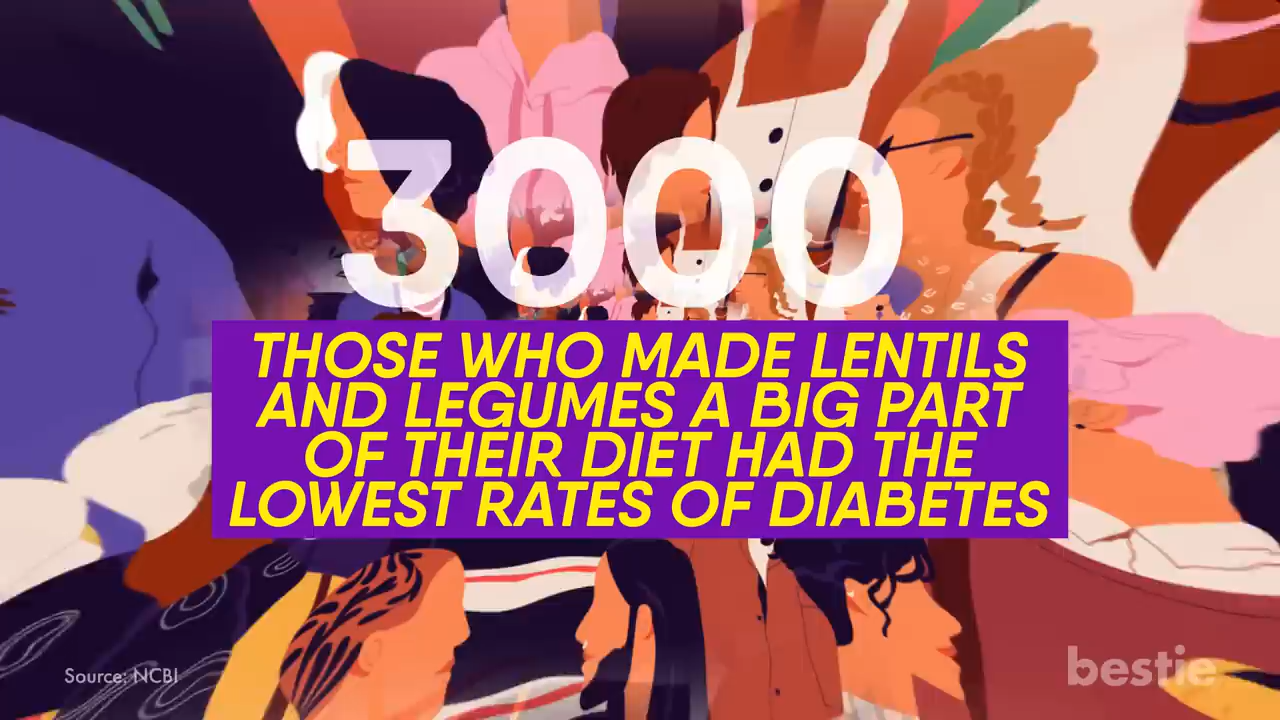 3000
THOSE WHO MADE LENTILS
AND LEGUMES A BIG PART
OF THEIR DIET HAD THE
LOWEST RATES OF DIABETES
Source: NCBI
bestie